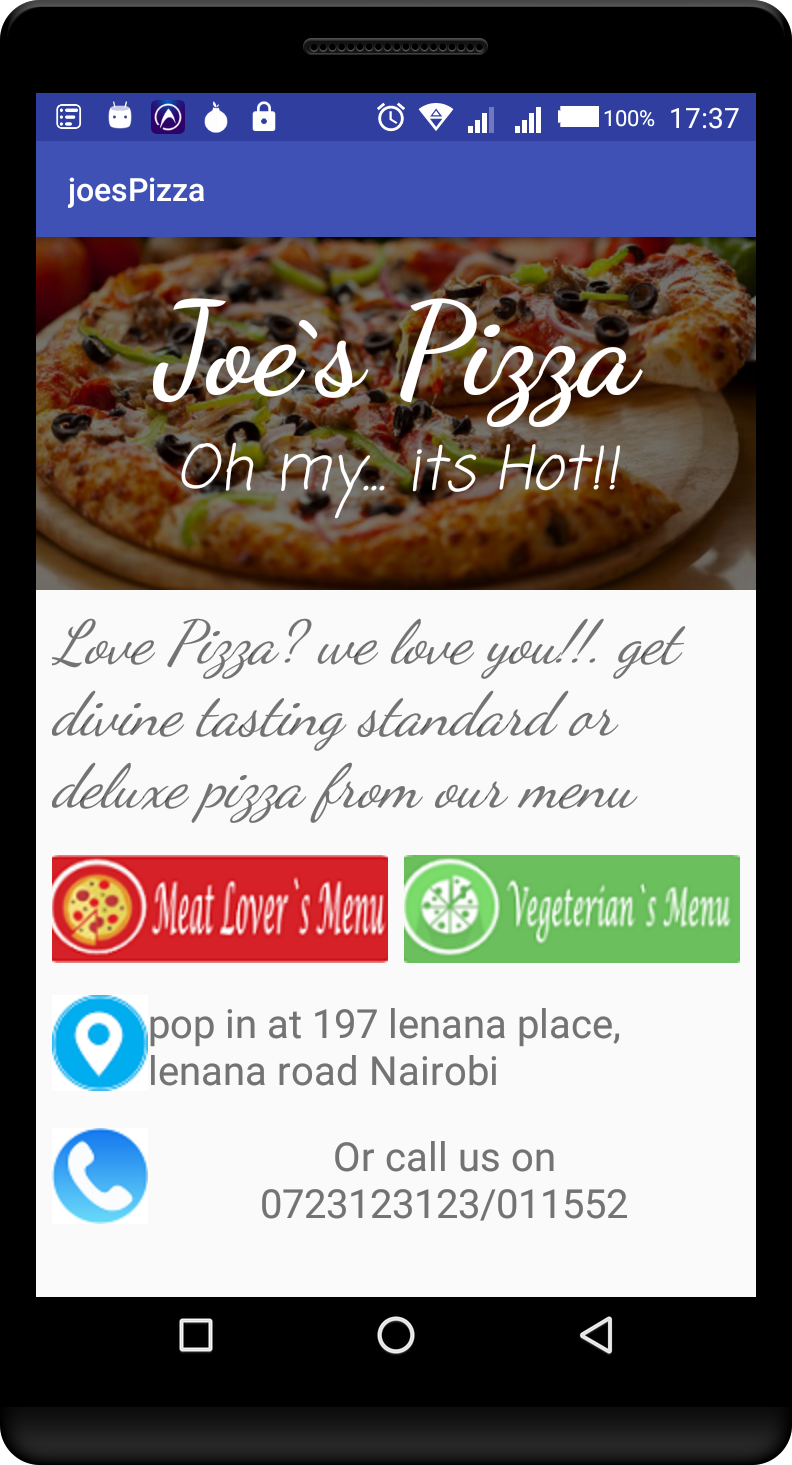 100% 17:37
joesPizza
Joe`s Pizza
Oh my... its Hot!!
Love Pizza? we love you!!. get
divine tasting standard or
deluxe pizza from our menu
Meat Lover`s Menu
Vegeterian`s Menu
pop in at 197 lenana place,
lenana road Nairobi
Or call us on
0723123123/011552